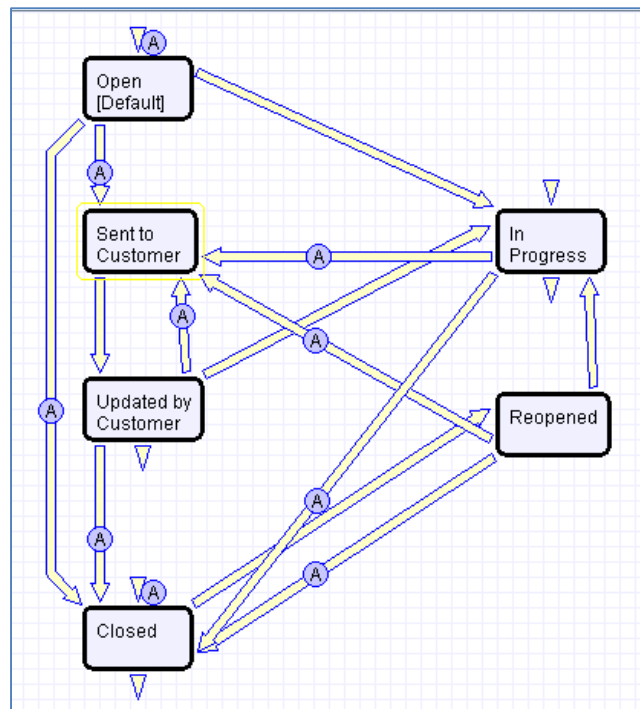 A
Open
[Default]
A
Sent to
Customer
A
In
Progress
A
A
Updated by
Customer
Reopened
A
A
A
A
A
Closed